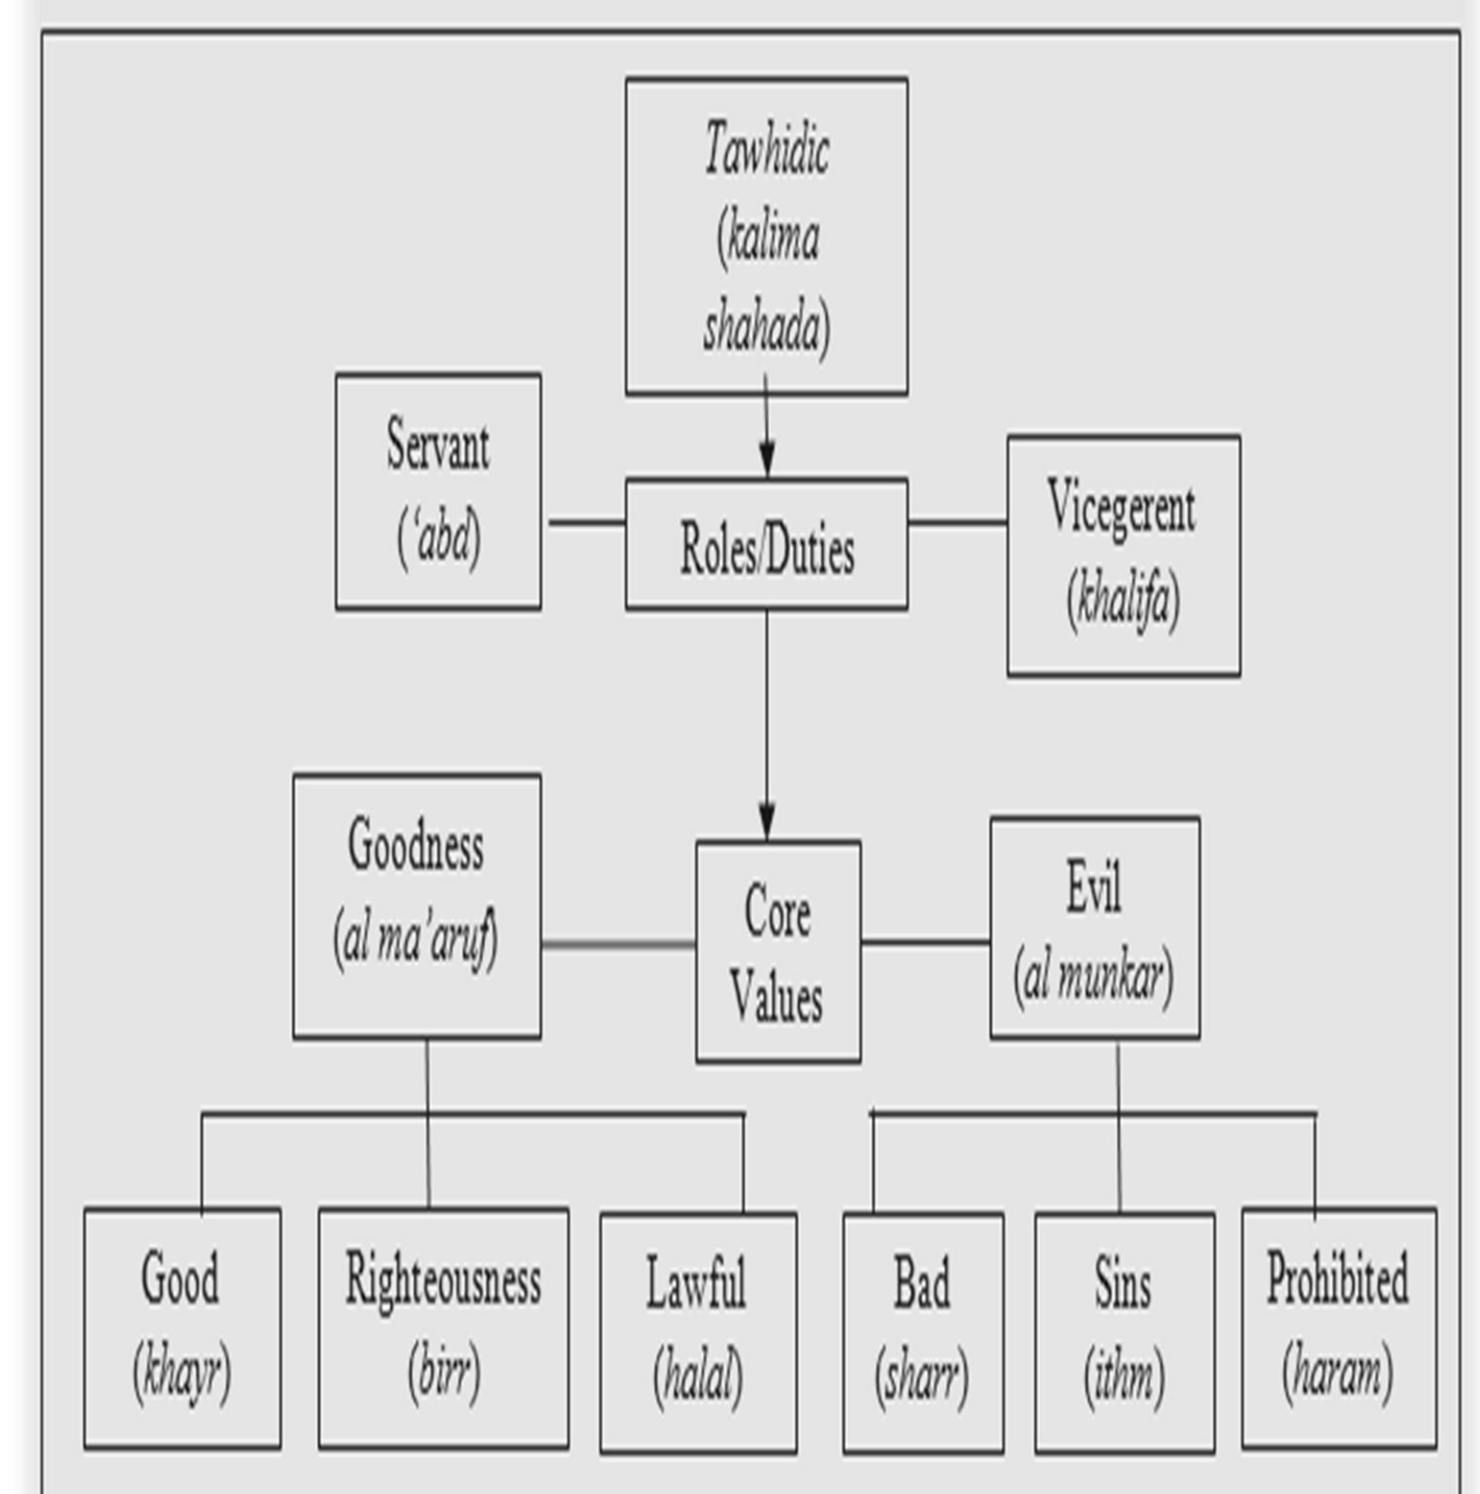 Tawhidic
(kalima
shahada)
Servant
(‘abd)
Roles/Duties
Vicegerent
(khalifa)
Goodness
(al ma’aruf)
Core
Values
Evil
(al munkar)
Good
(khayr)
Righteousness
(birr)
Lawful
(halal)
Bad
(sharr)
Sins
(ithm)
Prohibited
(haram)